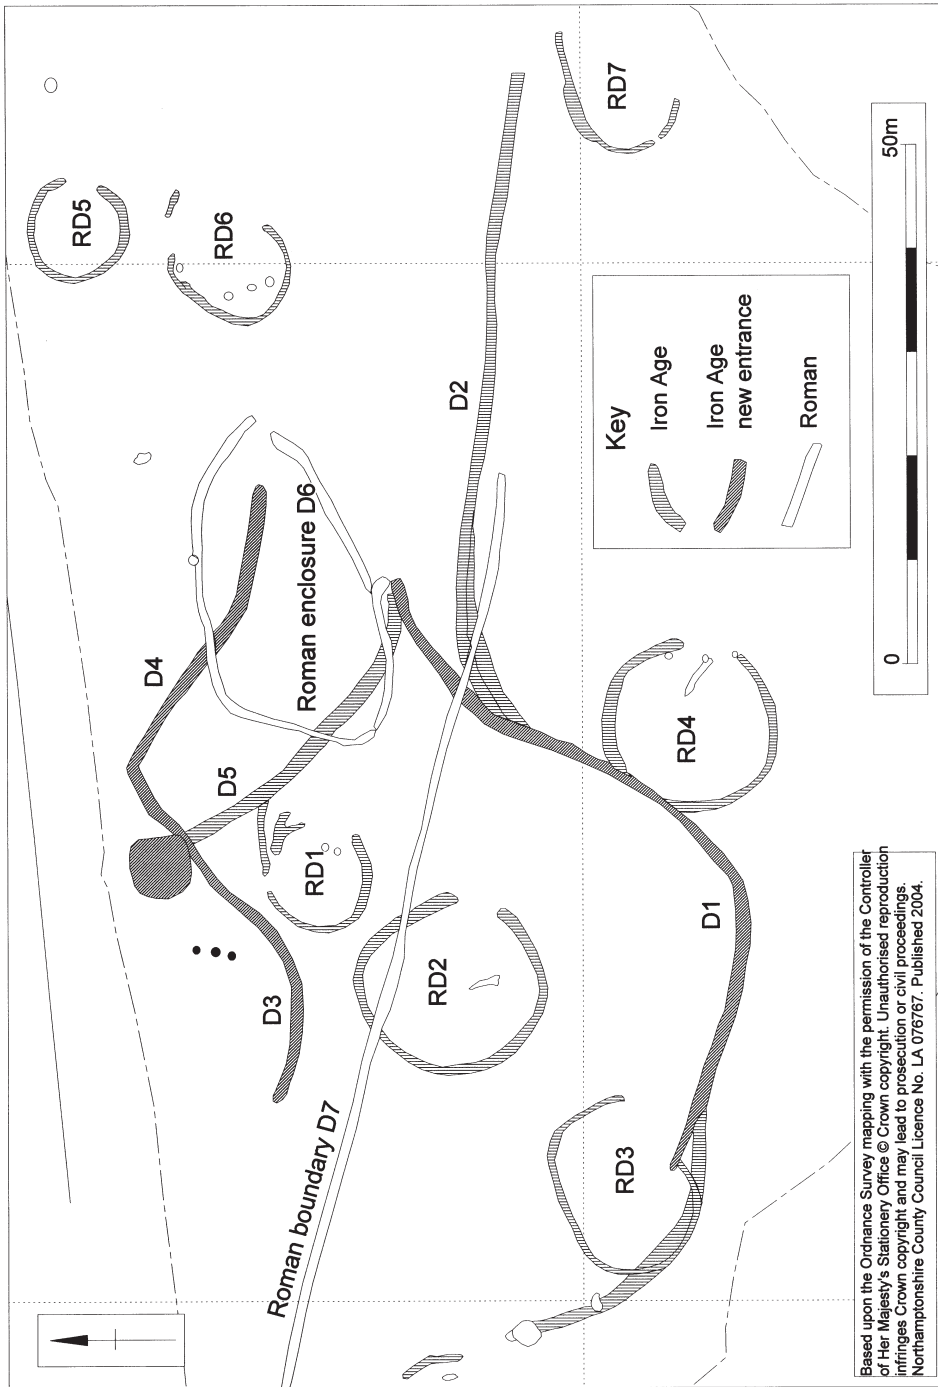 RD5
RD6
RD7
D2
D4
Roman enclosure D6
D5
RD1
RD4
D3
RD2
D1
Roman boundary D7
RD3
Key
Iron Age
Iron Age
new entrance
Roman
0
50m
Based upon the Ordnance Survey mapping with the permission of the Controller
of Her Majesty's Stationery Office © Crown copyright. Unauthorised reproduction
infringes Crown copyright and may lead to prosecution or civil proceedings.
Northamptonshire County Council Licence No. LA 076767. Published 2004.